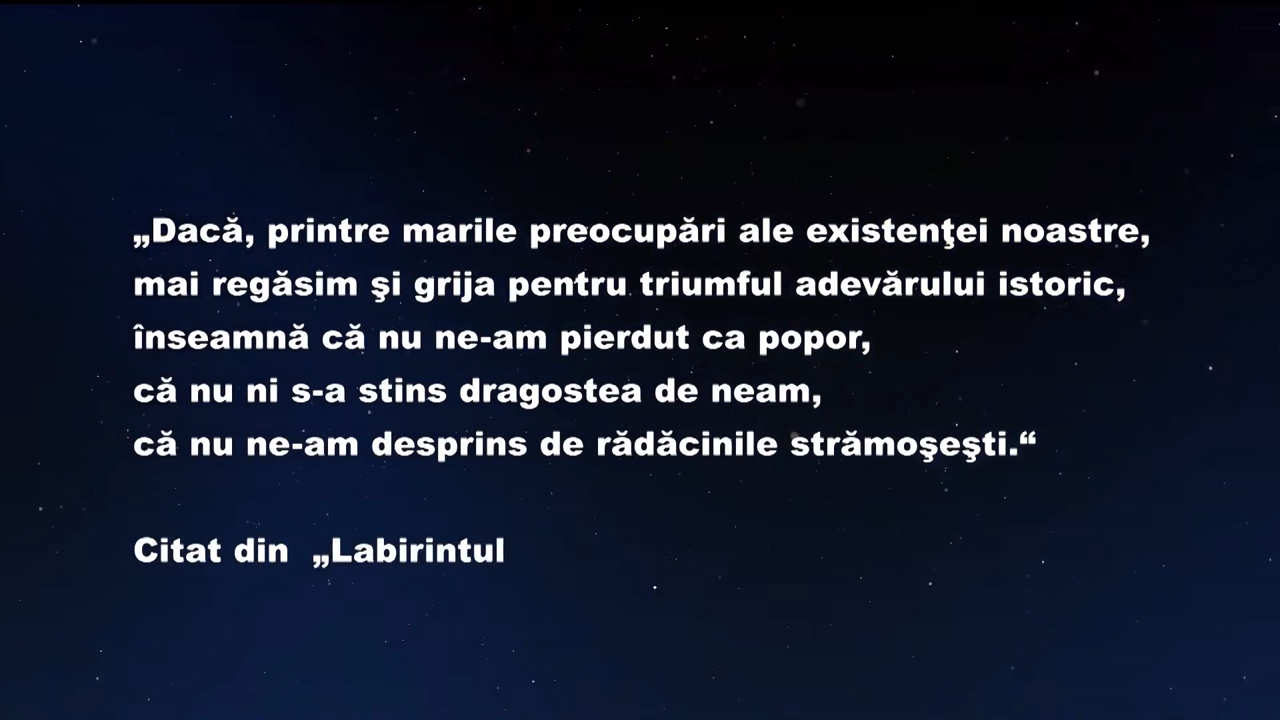 „Dacă, printre marile preocupări ale existenţei noastre,
mai regăsim şi grija pentru triumful adevărului istoric,
înseamnă că nu ne-am pierdut ca popor,
că nu ni s-a stins dragostea de neam,
că nu ne-am desprins de rădăcinile strămoşeşti.“
Citat din „Labirintul